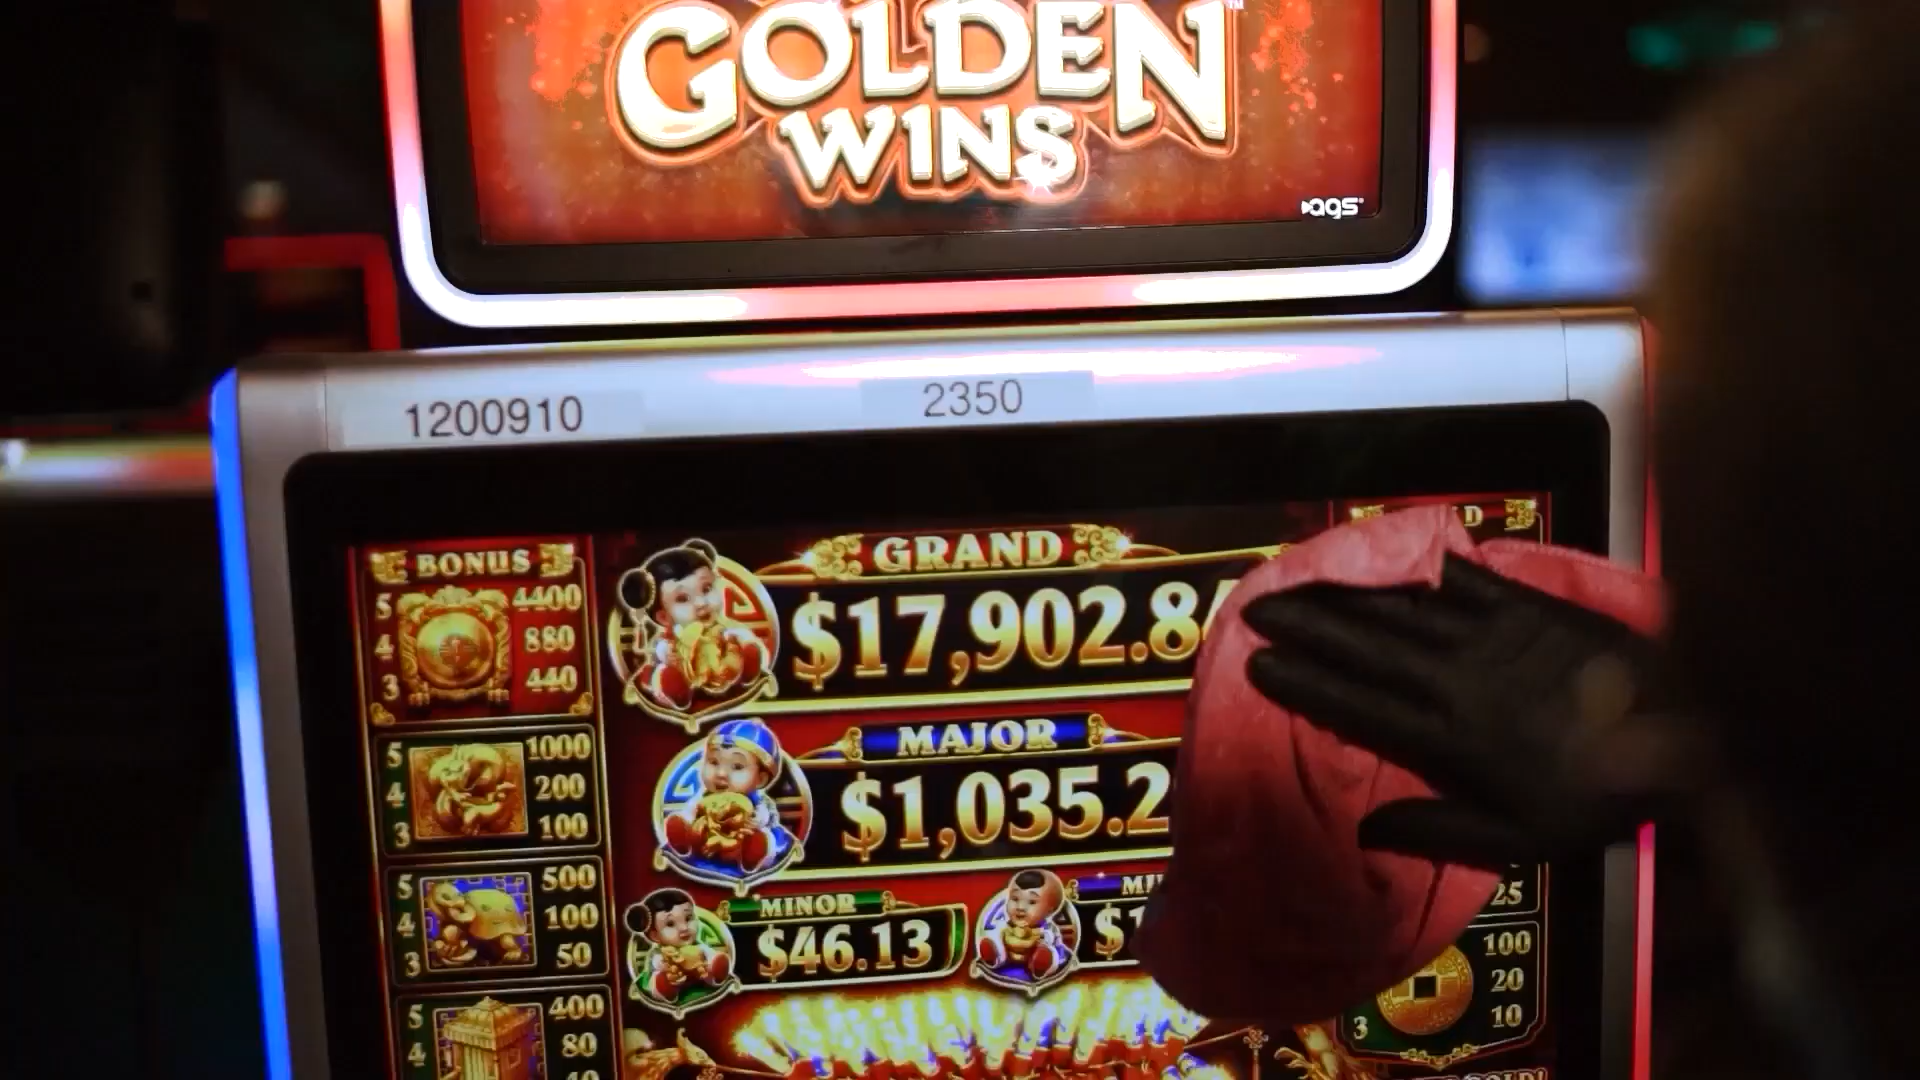 GOLDEN
WINS
ags
1200910
2350
BONUS
5 4400
4 880
3 440
5 1000
4 200
3 100
5 500
4 100
3 50
5 400
4 80
GRAND
$17,902.8
MAJOR
$1,035.2
MINOR
$46.13
25
100
20
3 10